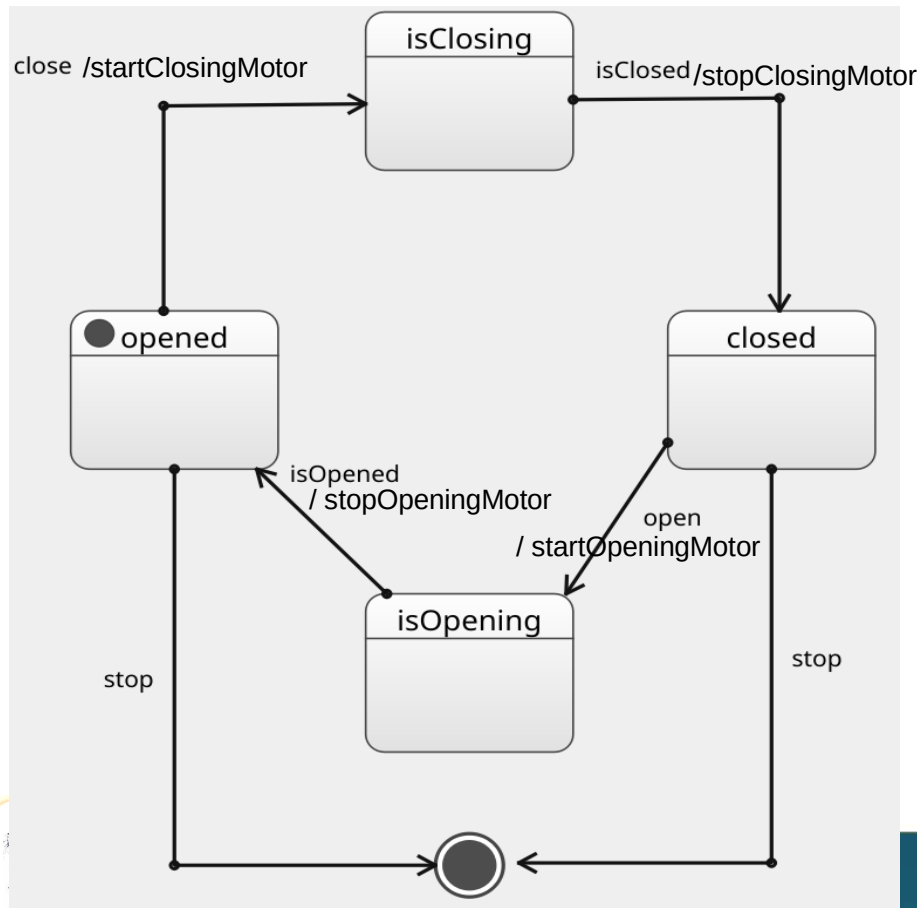 isClosing
close /startClosingMotor
isClosed/stopClosingMotor
opened
closed
isOpened
/ stopOpeningMotor
open
/ startOpeningMotor
isOpening
stop
stop